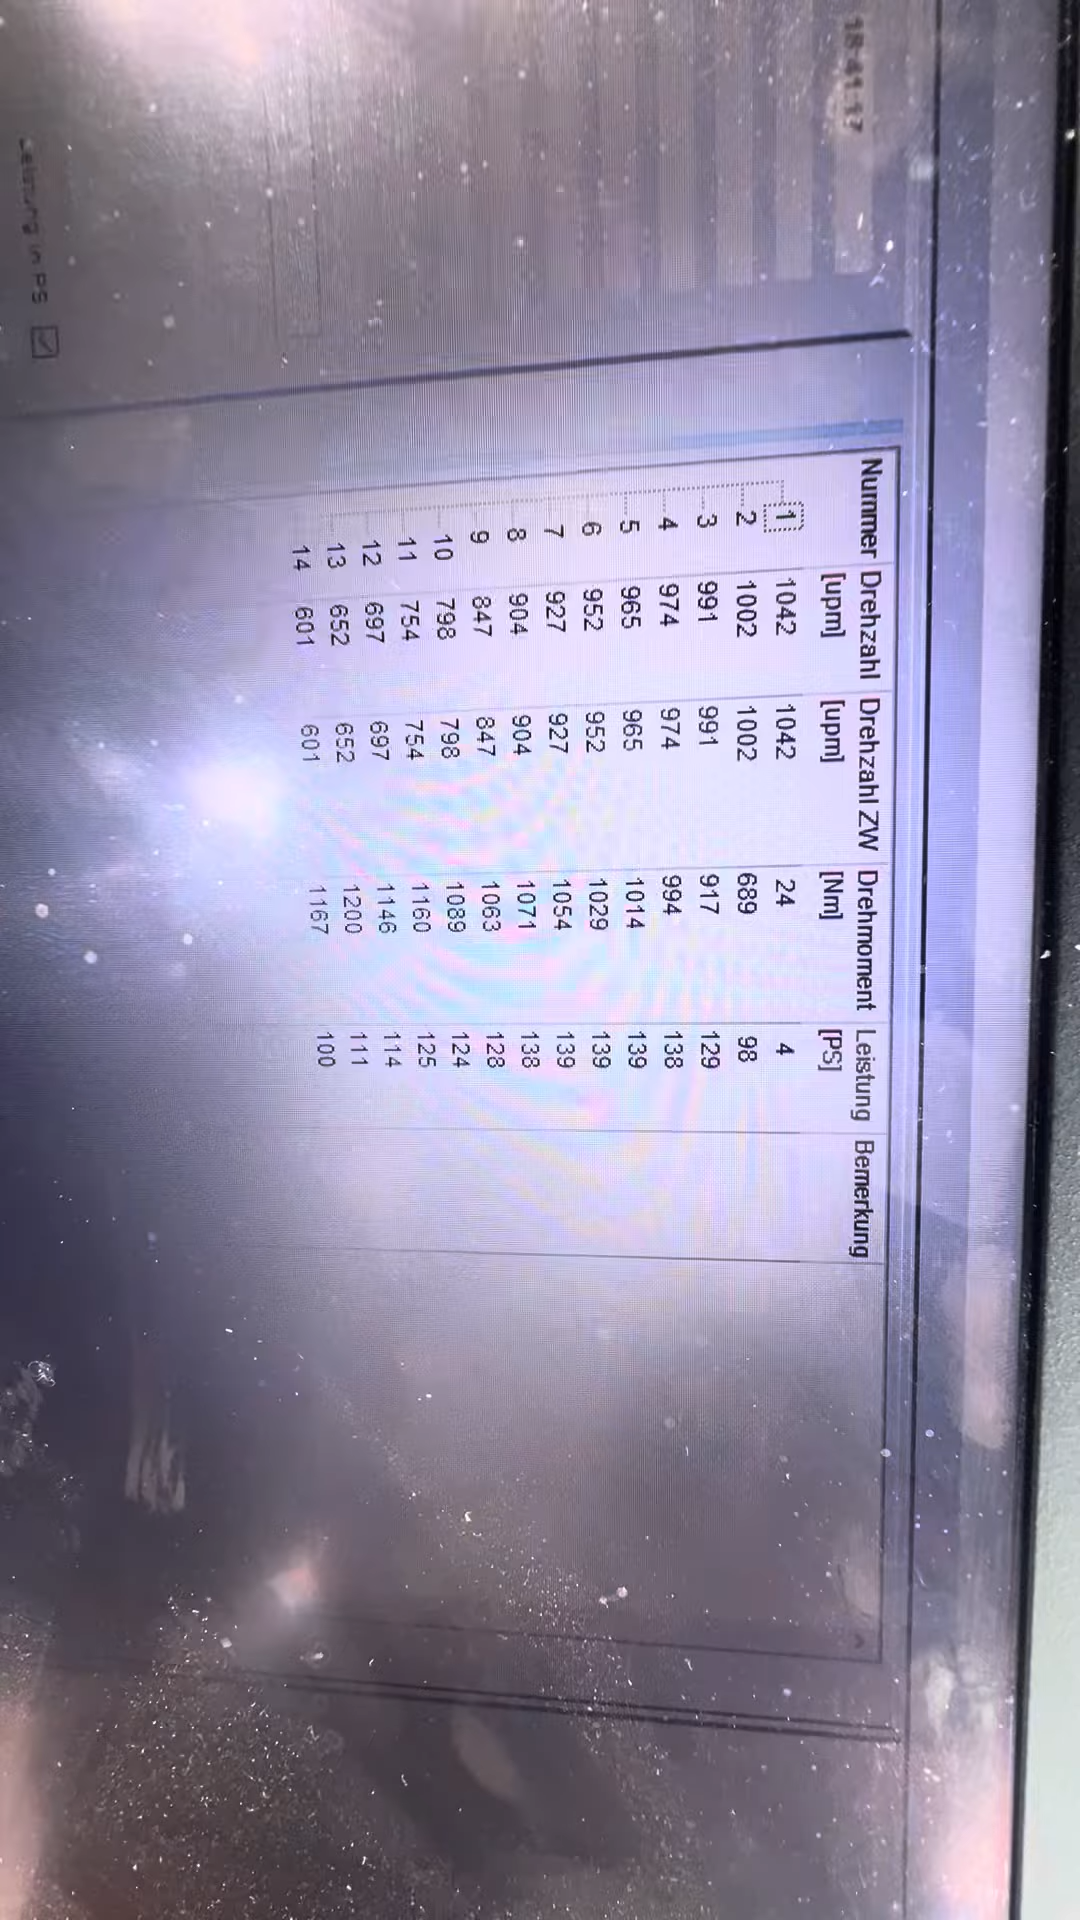 18:41:17
Nummer Drehzahl Drehzahl ZW Drehmoment Leistung Bemerkung
[upm] [upm] [Nm] [PS]
1 1042 1042 24 4
2 1002 1002 689 98
3 991 991 917 129
4 974 974 994 138
5 965 965 1014 139
6 952 952 1029 139
7 927 927 1054 139
8 904 904 1071 138
9 847 847 1063 128
10 798 798 1089 124
11 754 754 1160 125
12 697 697 1146 114
13 652 652 1200 111
14 601 601 1167 100
Leistung in PS